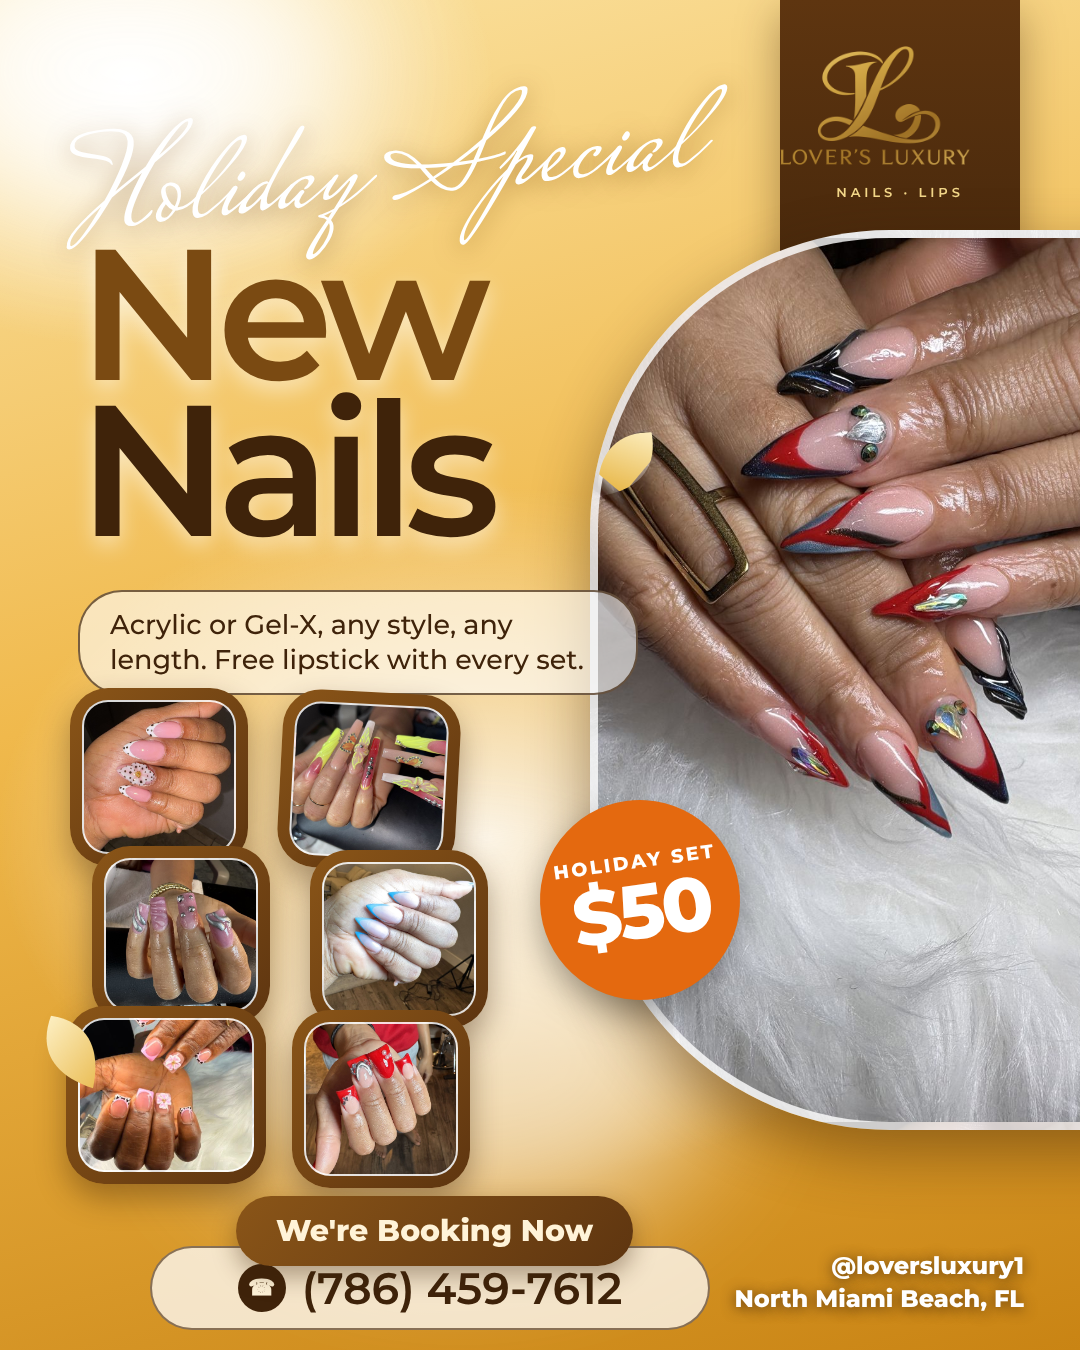 Holiday Special
L
LOVER'S LUXURY
NAILS · LIPS
New
Nails
Acrylic or Gel-X, any style, any
length. Free lipstick with every set.
HOLIDAY SET
$50
We're Booking Now
☎ (786) 459-7612
@loversluxury1
North Miami Beach, FL